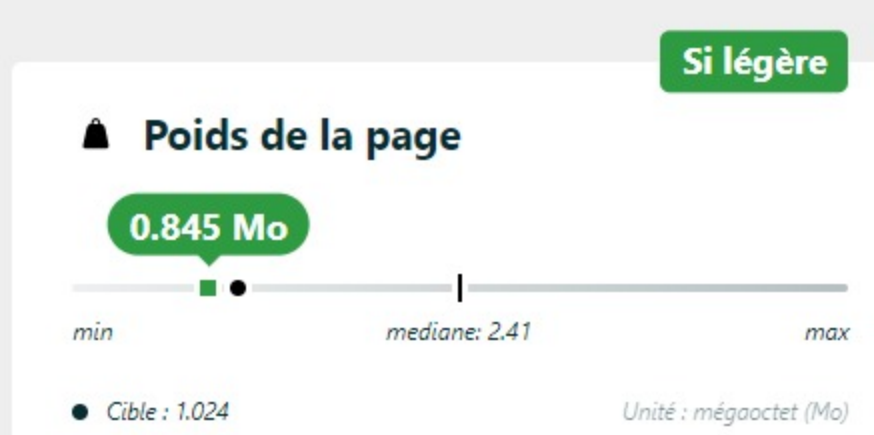 Si légère
Poids de la page
0.845 Mo
min mediane: 2.41 max
Cible : 1.024 Unité : mégaoctet (Mo)